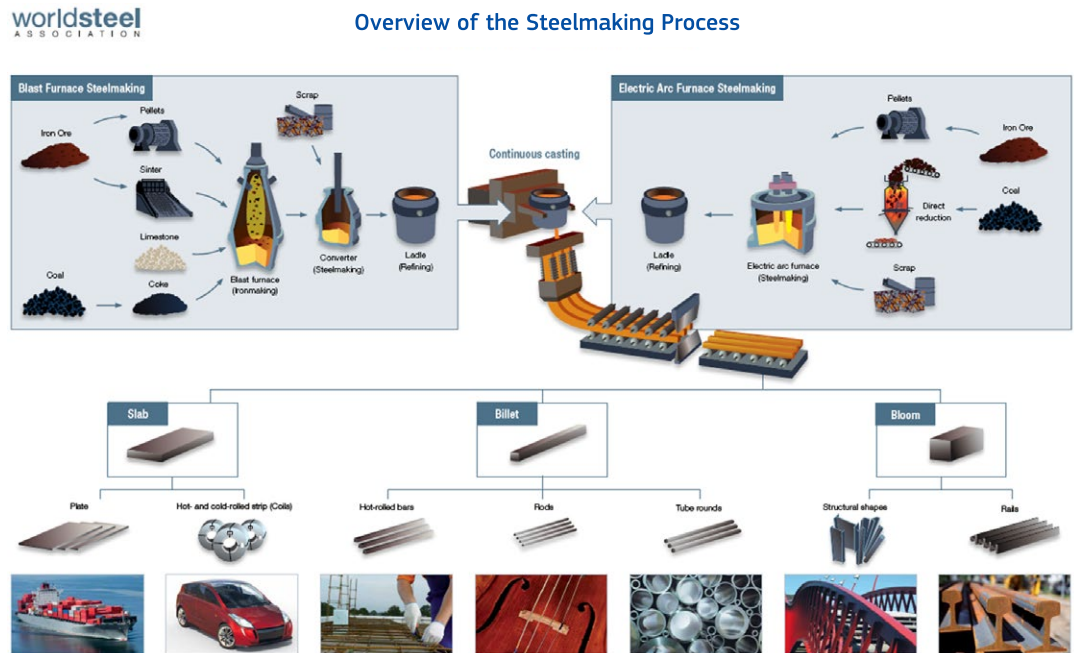 worldsteel
ASSOCIATION
Overview of the Steelmaking Process
Blast Furnace Steelmaking
Pellets
Iron Ore
Sinter
Limestone
Coal
Coke
Scrap
Blast furnace
(Ironmaking)
Converter
(Steelmaking)
Ladle
(Refining)
Continuous casting
Electric Arc Furnace Steelmaking
Pellets
Iron Ore
Coal
Direct
reduction
Scrap
Electric arc furnace
(Steelmaking)
Ladle
(Refining)
Slab
Billet
Bloom
Plate
Hot- and cold-rolled strip (Coils)
Hot-rolled bars
Rods
Tube rounds
Structural shapes
Rails